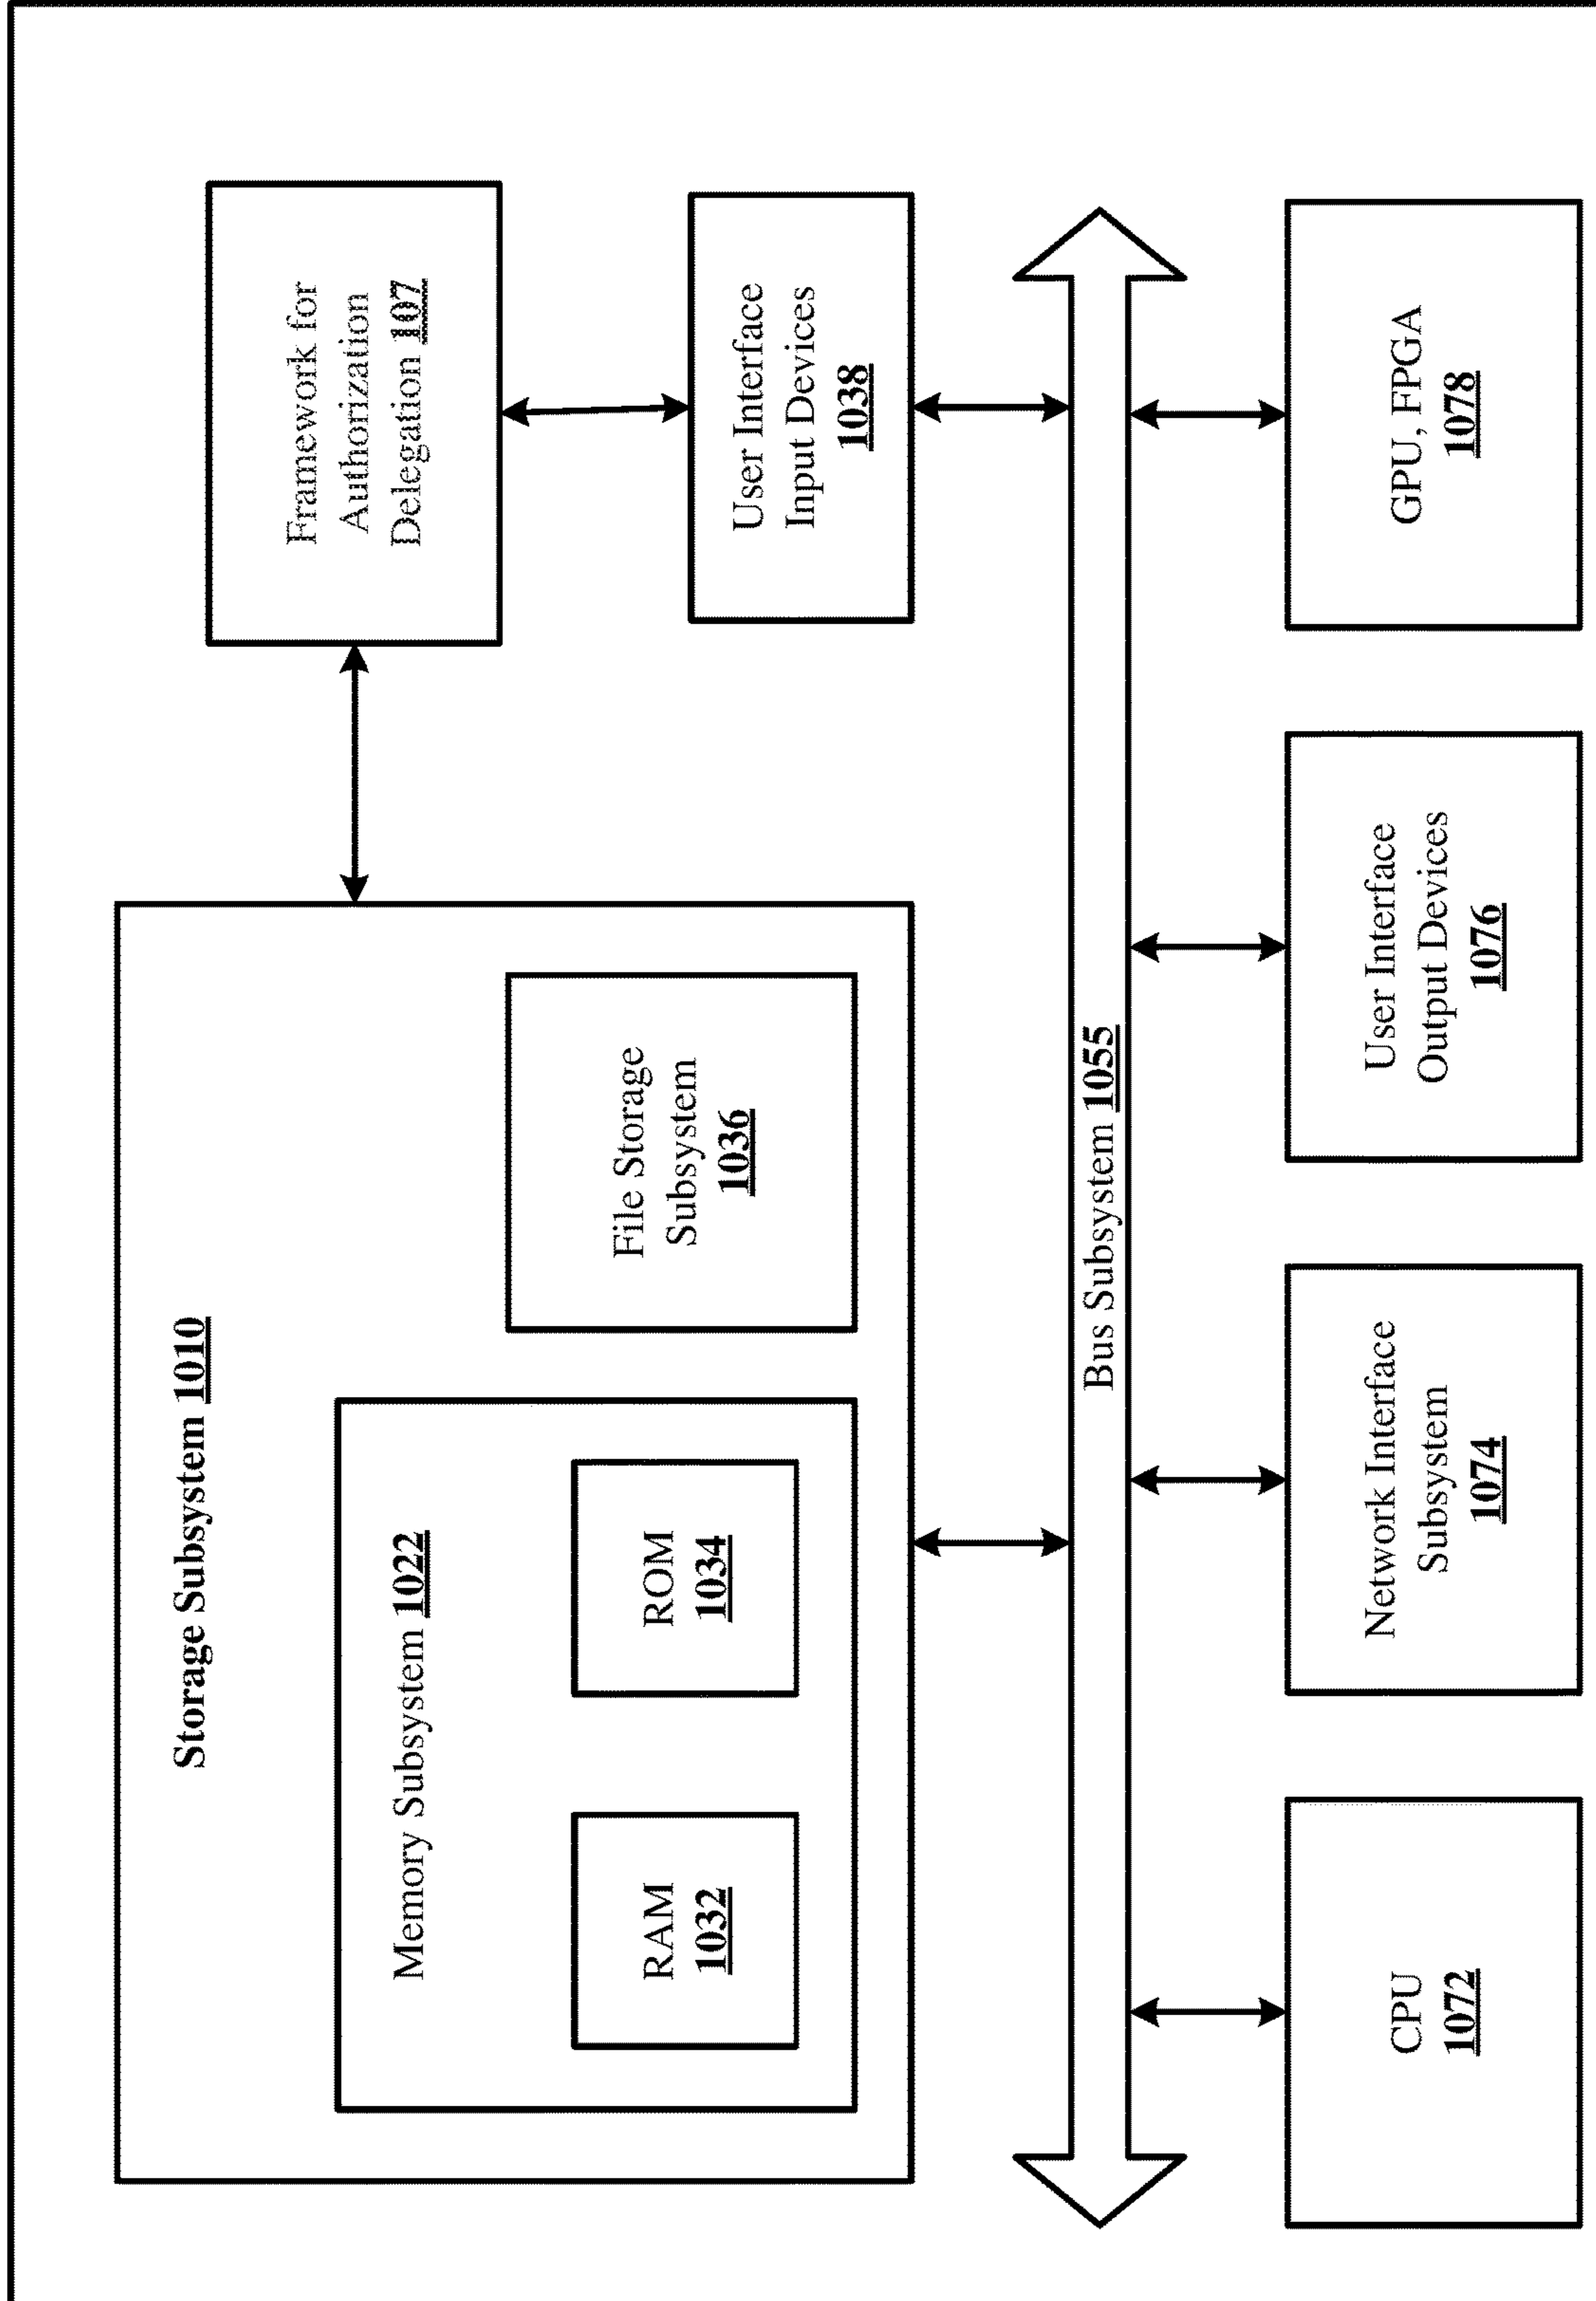 Storage Subsystem 1010
Memory Subsystem 1022
RAM
1032
ROM
1034
File Storage
Subsystem
1036
Framework for
Authorization
Delegation 107
User Interface
Input Devices
1038
Bus Subsystem 1055
CPU
1072
Network Interface
Subsystem
1074
User Interface
Output Devices
1076
GPU, FPGA
1078